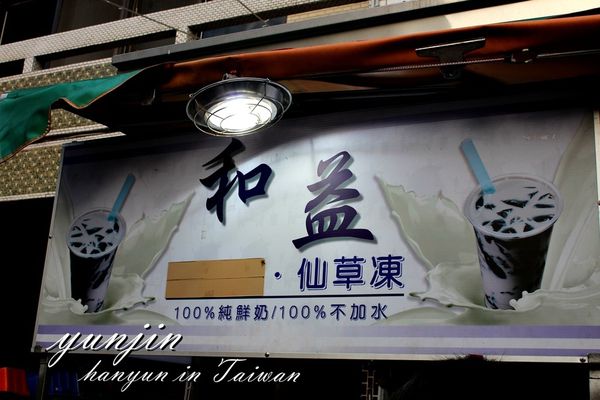 和益
・仙草凍
100%純鮮奶/100%不加水
yunjin
hanyun in Taiwan